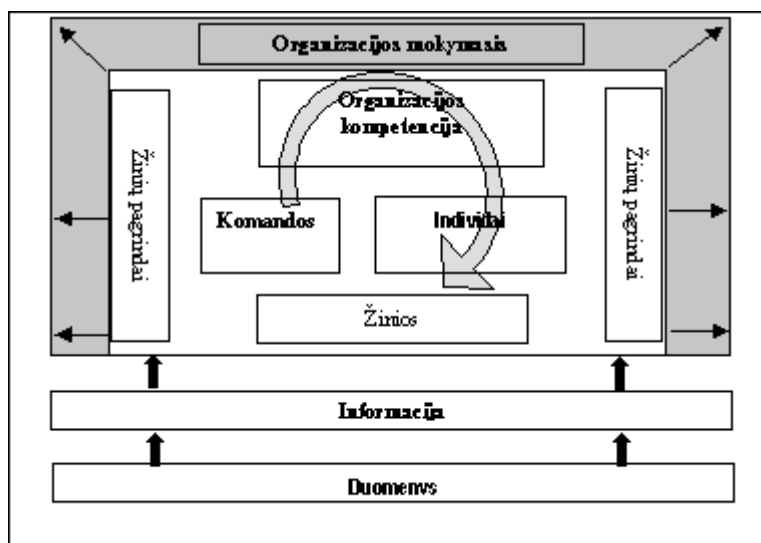 Organizacijos mokymasis
Organizacijos
kompetencija
Žinių pagrindai
Žinių pagrindai
Komandos
Individai
Žinios
Informacija
Duomenys